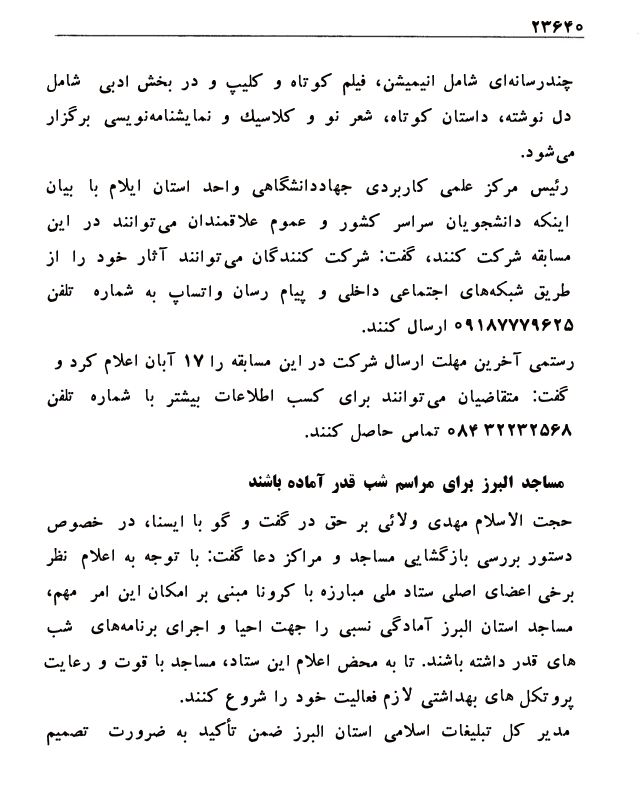 ۲۳۶۴۰
چندرسانه‌ای شامل انیمیشن، فیلم کوتاه و کلیپ و در بخش ادبی شامل
دل نوشته، داستان کوتاه، شعر نو و کلاسیك و نمایشنامه‌نویسی برگزار
می‌شود.
رئیس مرکز علمی کاربردی جهاددانشگاهی واحد استان ایلام با بیان
اینکه دانشجویان سراسر کشور و عموم علاقمندان می‌توانند در این
مسابقه شرکت کنند، گفت: شرکت کنندگان می‌توانند آثار خود را از
طریق شبکه‌های اجتماعی داخلی و پیام رسان واتساپ به شماره تلفن
۰۹۱۸۷۷۷۹۶۲۵ ارسال کنند.
رستمی آخرین مهلت ارسال شرکت در این مسابقه را ۱۷ آبان اعلام کرد و
گفت: متقاضیان می‌توانند برای کسب اطلاعات بیشتر با شماره تلفن
۰۸۴۳۲۲۳۲۵۶۸ تماس حاصل کنند.
مساجد البرز برای مراسم شب قدر آماده باشند
حجت الاسلام مهدی ولائی بر حق در گفت و گو با ایسنا، در خصوص
دستور بررسی بازگشایی مساجد و مراکز دعا گفت: با توجه به اعلام نظر
برخی اعضای اصلی ستاد ملی مبارزه با کرونا مبنی بر امکان این امر مهم،
مساجد استان البرز آمادگی نسبی را جهت احیا و اجرای برنامه‌های شب
های قدر داشته باشند. تا به محض اعلام این ستاد، مساجد با قوت و رعایت
پروتکل های بهداشتی لازم فعالیت خود را شروع کنند.
مدیر کل تبلیغات اسلامی استان البرز ضمن تأکید به ضرورت تصمیم